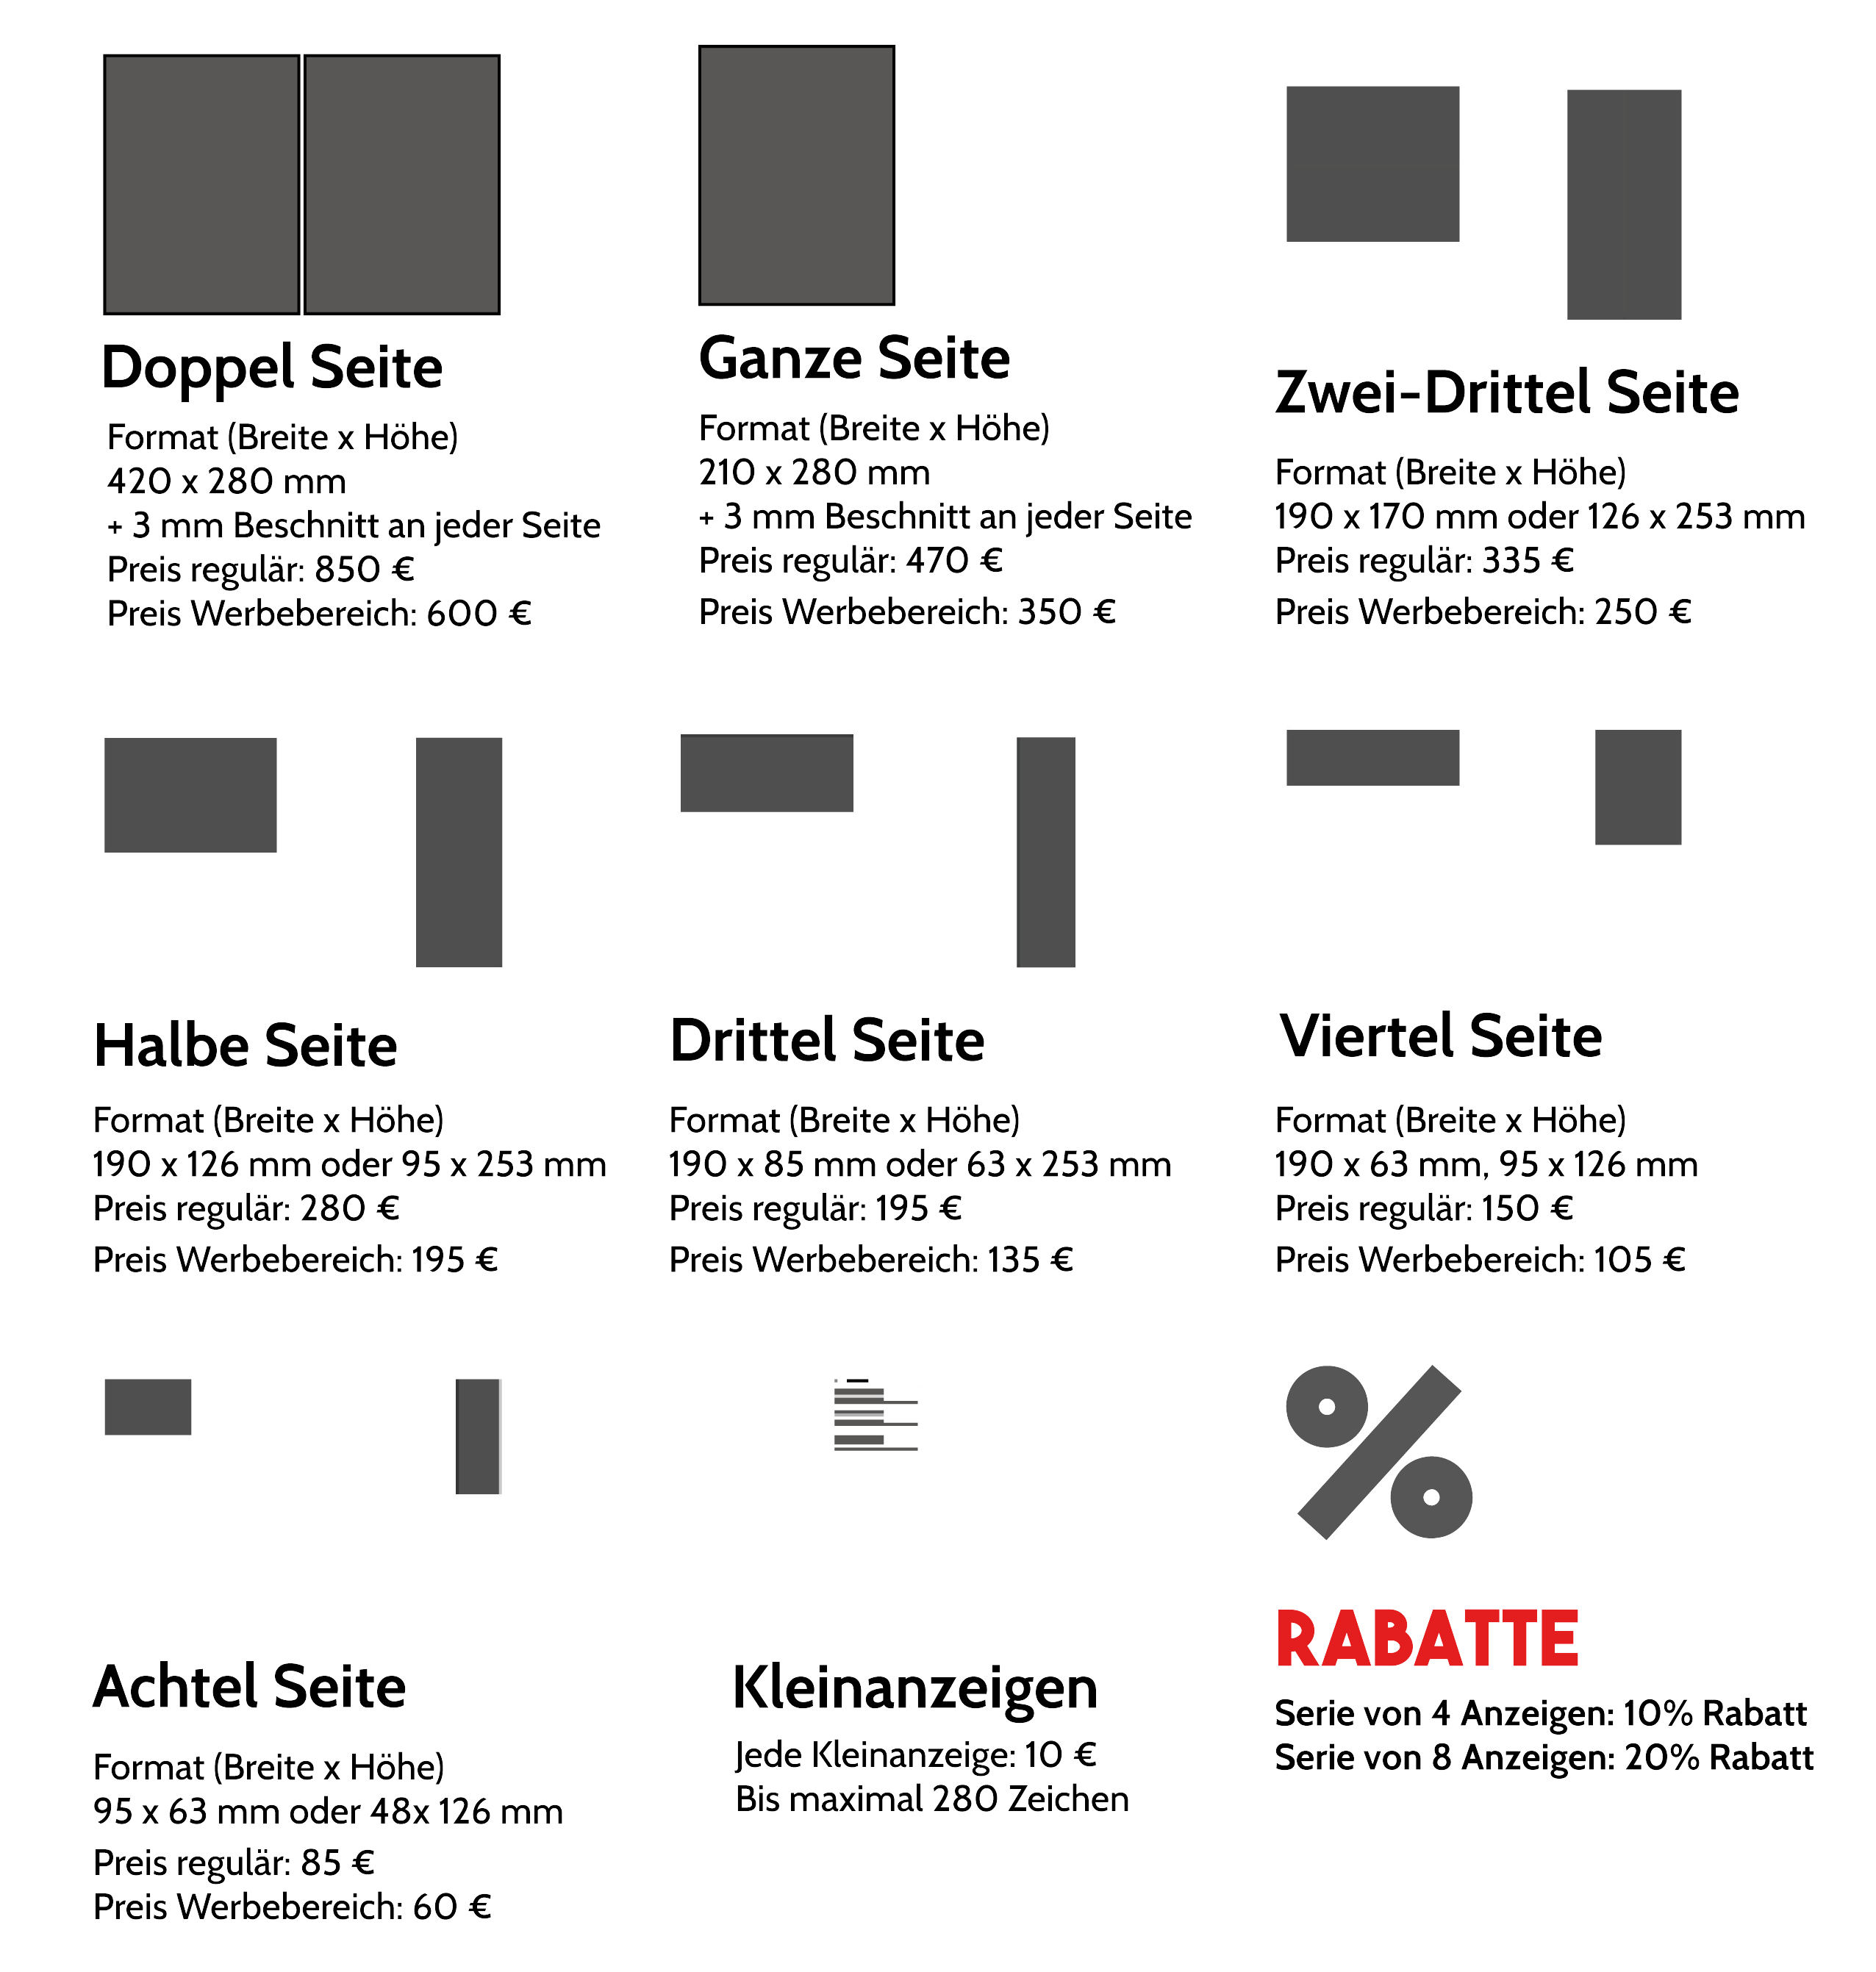 Doppel Seite
Format (Breite x Höhe)
420 x 280 mm
+ 3 mm Beschnitt an jeder Seite
Preis regulär: 850 €
Preis Werbebereich: 600 €
Ganze Seite
Format (Breite x Höhe)
210 x 280 mm
+ 3 mm Beschnitt an jeder Seite
Preis regulär: 470 €
Preis Werbebereich: 350 €
Zwei-Drittel Seite
Format (Breite x Höhe)
190 x 170 mm oder 126 x 253 mm
Preis regulär: 335 €
Preis Werbebereich: 250 €
Halbe Seite
Format (Breite x Höhe)
190 x 126 mm oder 95 x 253 mm
Preis regulär: 280 €
Preis Werbebereich: 195 €
Drittel Seite
Format (Breite x Höhe)
190 x 85 mm oder 63 x 253 mm
Preis regulär: 195 €
Preis Werbebereich: 135 €
Viertel Seite
Format (Breite x Höhe)
190 x 63 mm, 95 x 126 mm
Preis regulär: 150 €
Preis Werbebereich: 105 €
Achtel Seite
Format (Breite x Höhe)
95 x 63 mm oder 48x 126 mm
Preis regulär: 85 €
Preis Werbebereich: 60 €
Kleinanzeigen
Jede Kleinanzeige: 10 €
Bis maximal 280 Zeichen
%
RABATTE
Serie von 4 Anzeigen: 10% Rabatt
Serie von 8 Anzeigen: 20% Rabatt